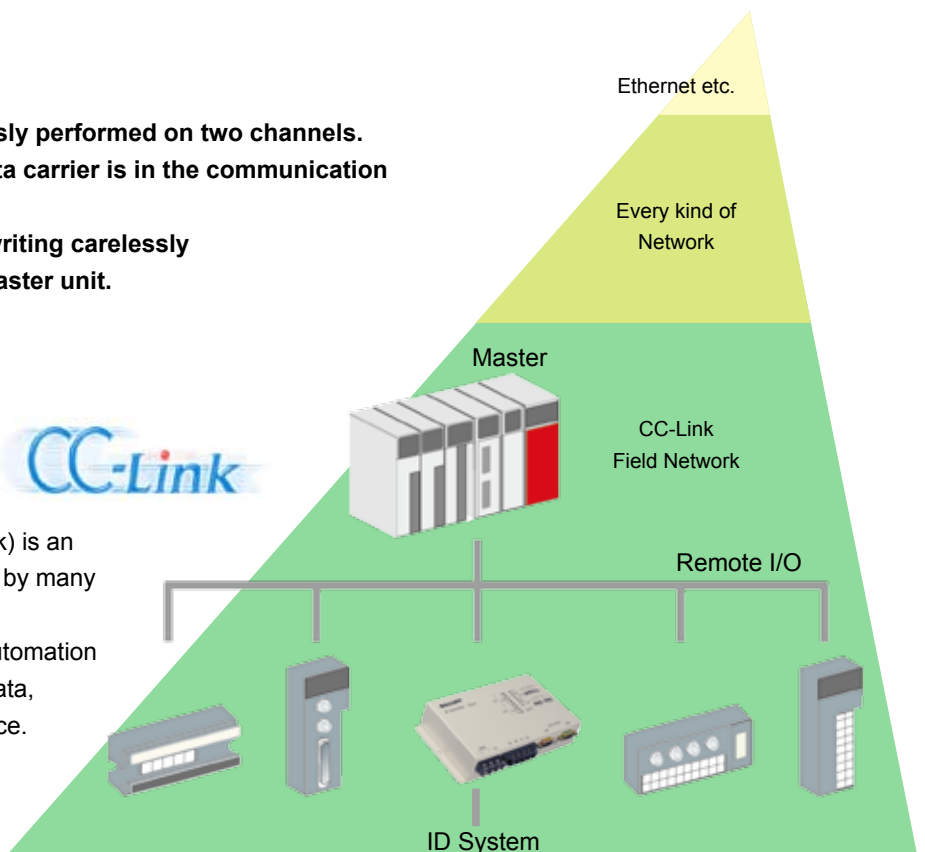 sly performed on two channels.
ta carrier is in the communication
riting carelessly
aster unit.
CC-Link
k) is an
by many
utomation
ata,
ce.
Ethernet etc.
Every kind of
Network
Master
CC-Link
Field Network
Remote I/O
ID System